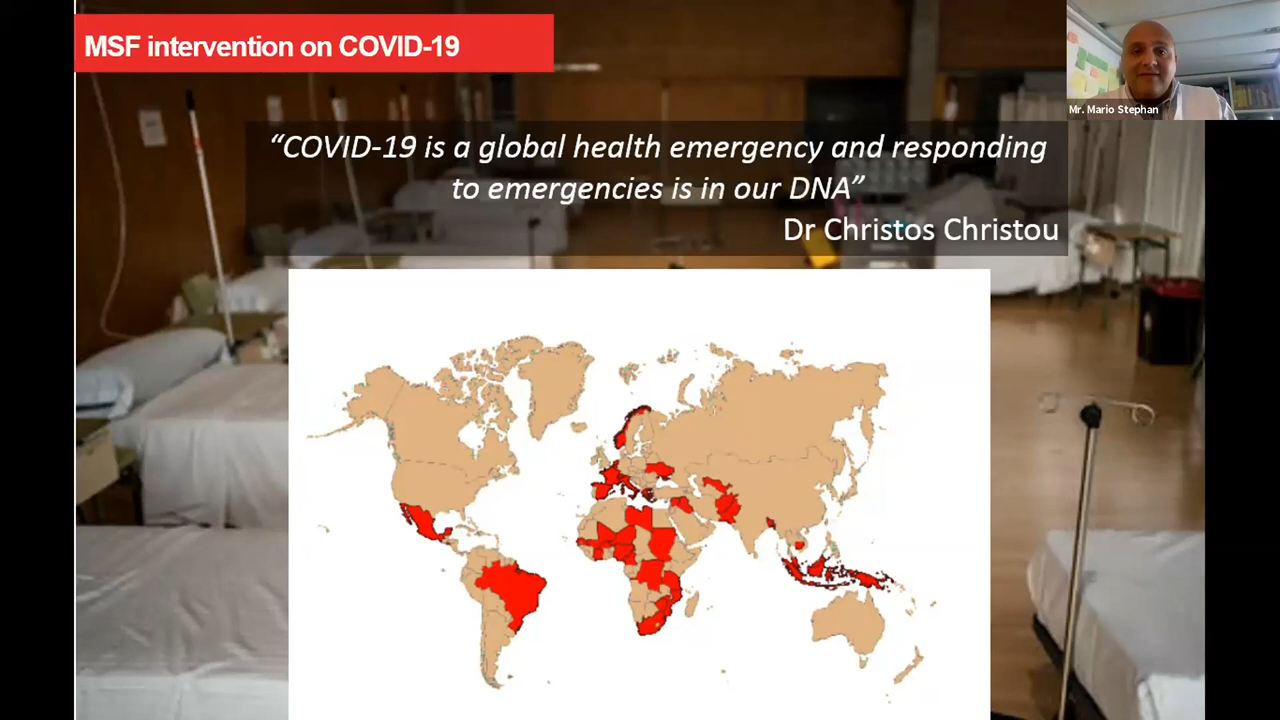 MSF intervention on COVID-19
Mr. Mario Stephan
“COVID-19 is a global health emergency and responding
to emergencies is in our DNA”
Dr Christos Christou